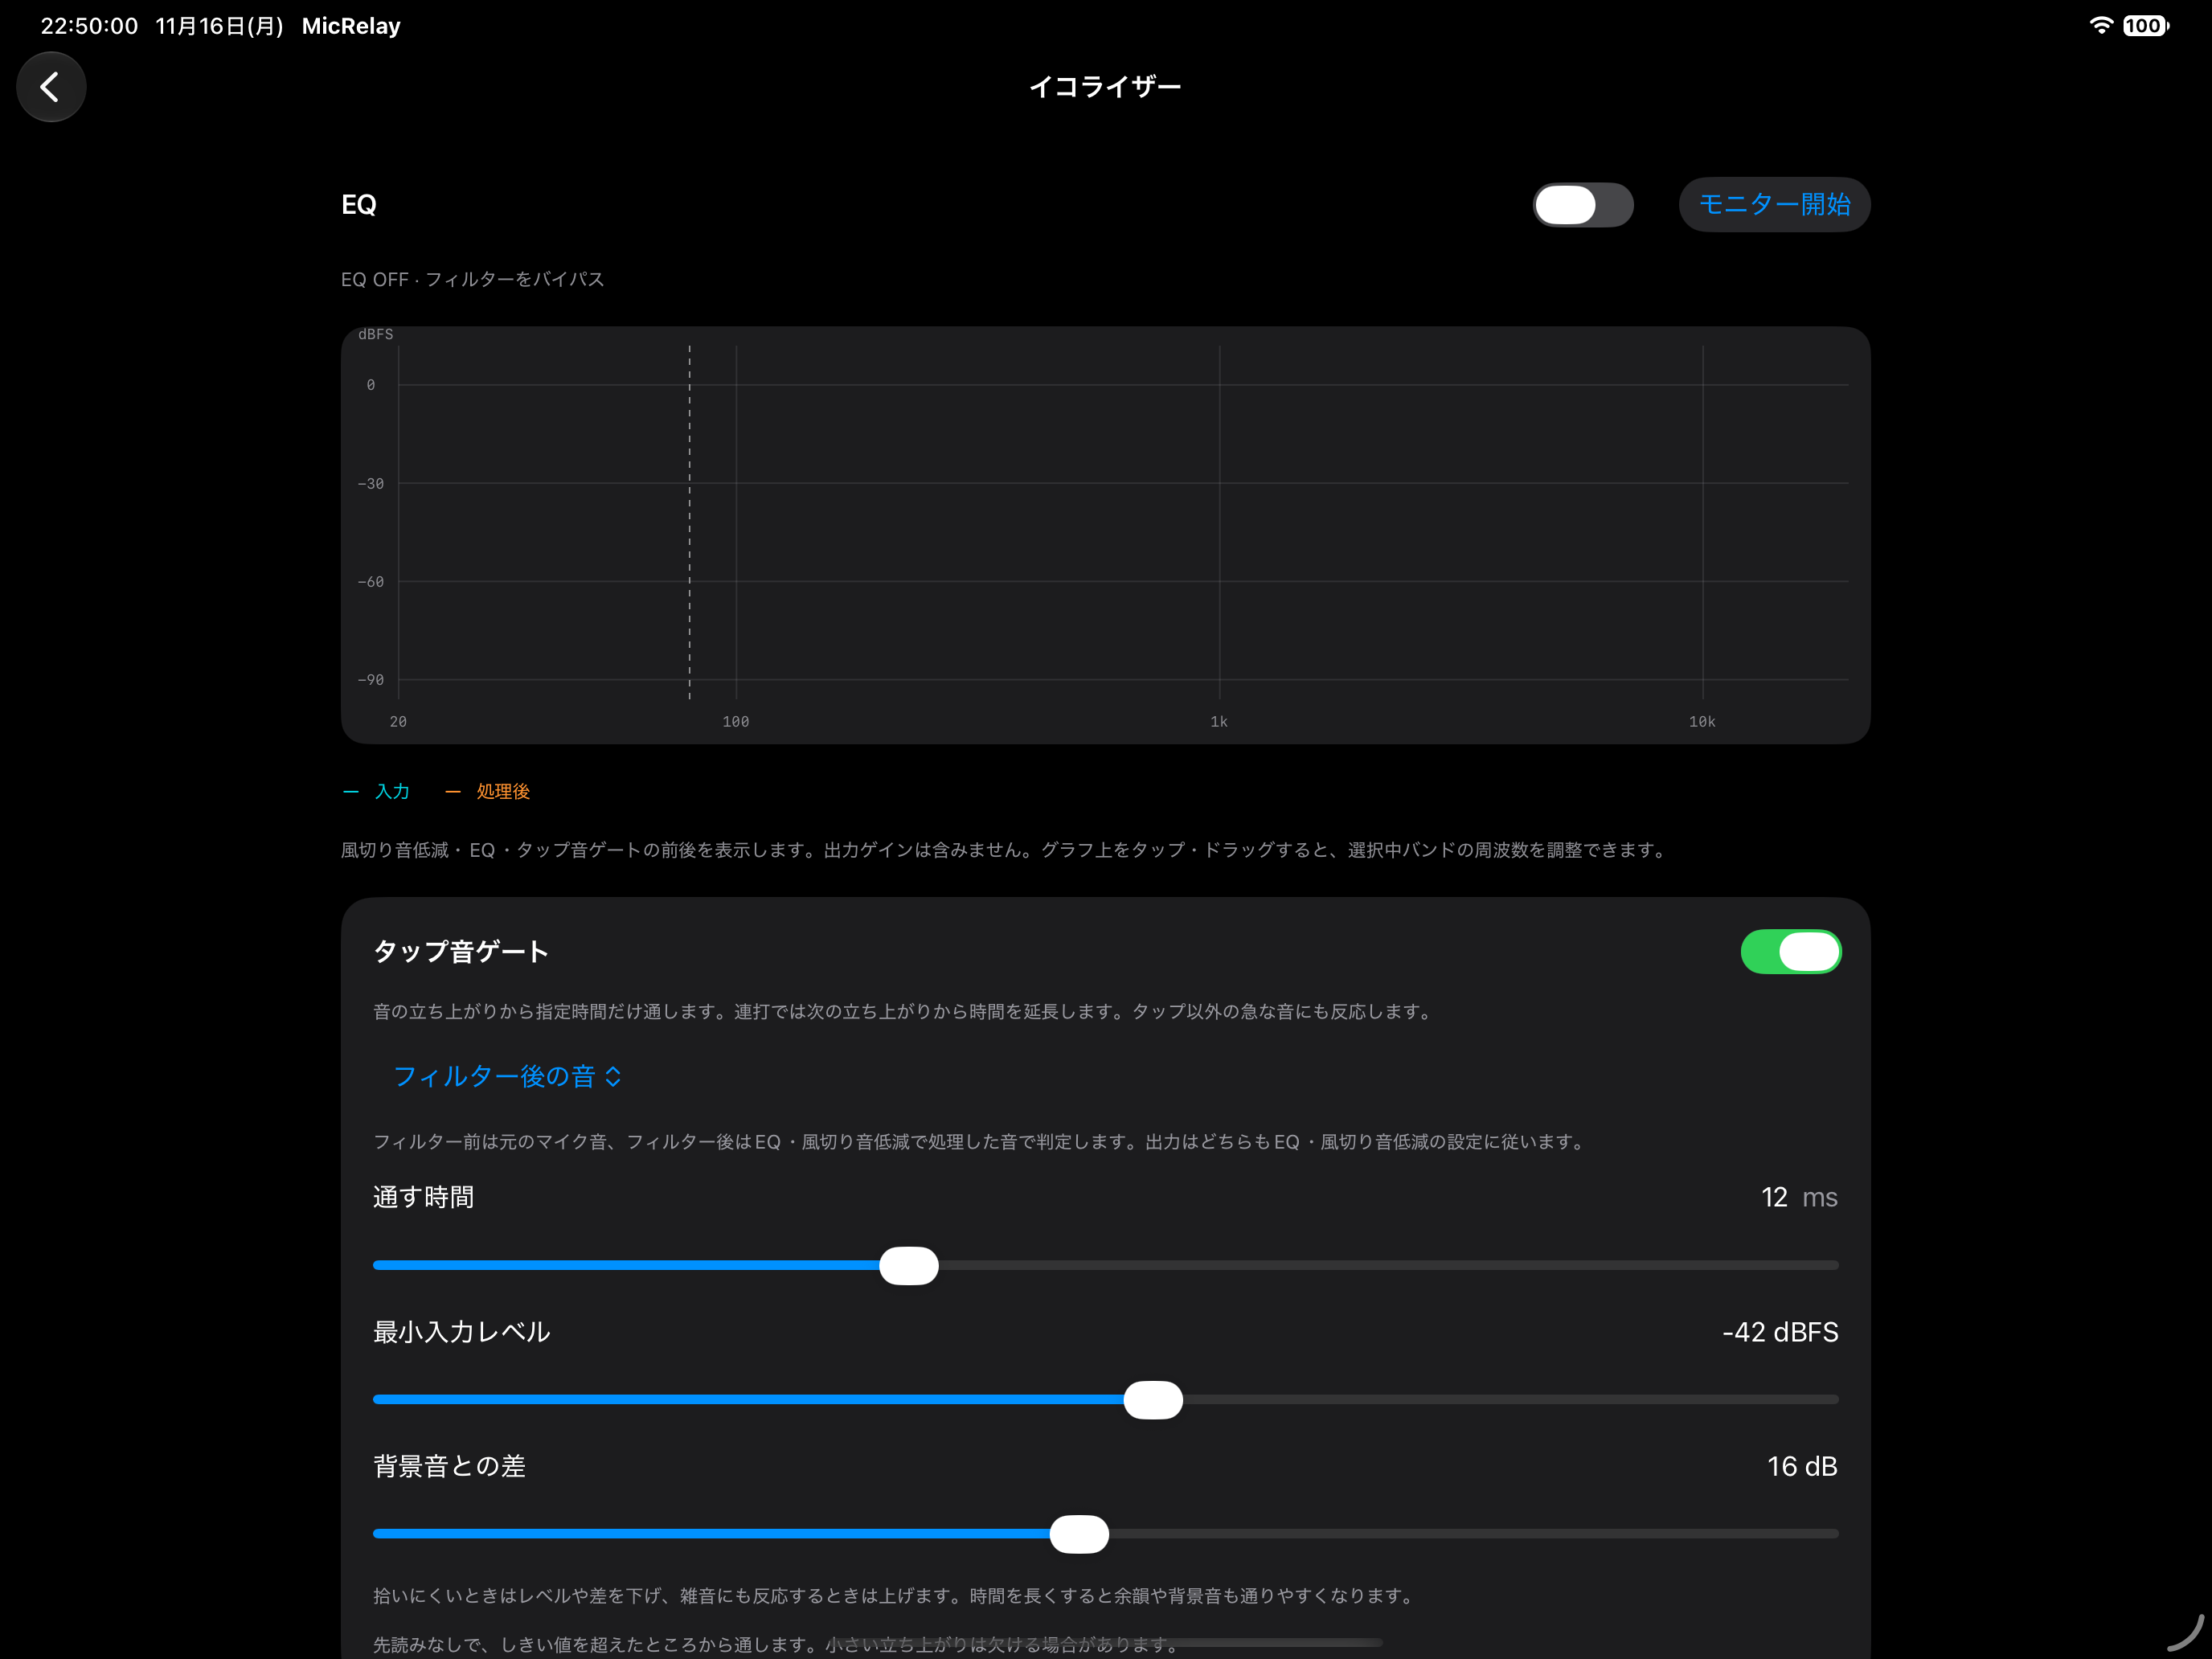 22:50:00 11月16日(月) MicRelay
100
イコライザー
EQ
モニター開始
EQ OFF · フィルターをバイパス
dBFS
0
−30
−60
−90
20 100 1k 10k
入力 処理後
風切り音低減・EQ・タップ音ゲートの前後を表示します。出力ゲインは含みません。グラフ上をタップ・ドラッグすると、選択中バンドの周波数を調整できます。
タップ音ゲート
音の立ち上がりから指定時間だけ通します。連打では次の立ち上がりから時間を延長します。タップ以外の急な音にも反応します。
フィルター後の音
フィルター前は元のマイク音、フィルター後はEQ・風切り音低減で処理した音で判定します。出力はどちらもEQ・風切り音低減の設定に従います。
通す時間 12 ms
最小入力レベル -42 dBFS
背景音との差 16 dB
拾いにくいときはレベルや差を下げ、雑音にも反応するときは上げます。時間を長くすると余韻や背景音も通りやすくなります。
先読みなしで、しきい値を超えたところから通します。小さい立ち上がりは欠ける場合があります。